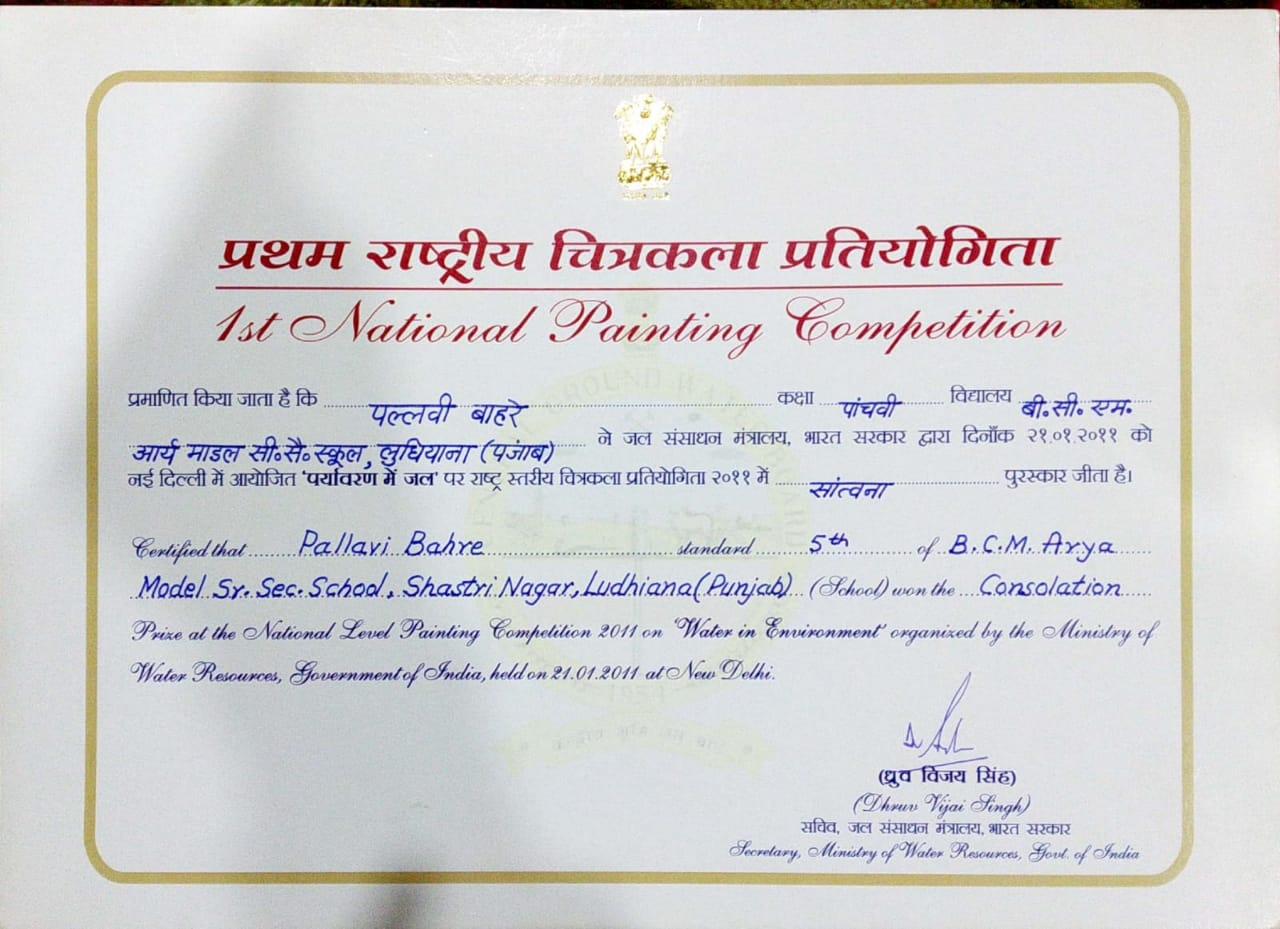 प्रथम राष्ट्रीय चित्रकला प्रतियोगिता
1st National Painting Competition
प्रमाणित किया जाता है कि पल्लवी बाहरे कक्षा पांचवी विद्यालय बी.सी. एम.
आर्य माडल सी.सै.स्कूल, लुधियाना (पंजाब) ने जल संसाधन मंत्रालय, भारत सरकार द्वारा दिनाँक २१.०१.२०११ को
नई दिल्ली में आयोजित 'पर्यावरण में जल' पर राष्ट्र स्तरीय चित्रकला प्रतियोगिता २०११ में सांत्वना पुरस्कार जीता है।
Certified that Pallavi Bahre standard 5th of B.C.M. Arya
Model Sr. Sec. School, Shastri Nagar, Ludhiana (Punjab) (School) won the Consolation
Prize at the National Level Painting Competition 2011 on 'Water in Environment' organized by the Ministry of
Water Resources, Government of India, held on 21.01.2011 at New Delhi.
(ध्रुव विजय सिंह)
(Dhruv Vijai Singh)
सचिव, जल संसाधन मंत्रालय, भारत सरकार
Secretary, Ministry of Water Resources, Govt. of India